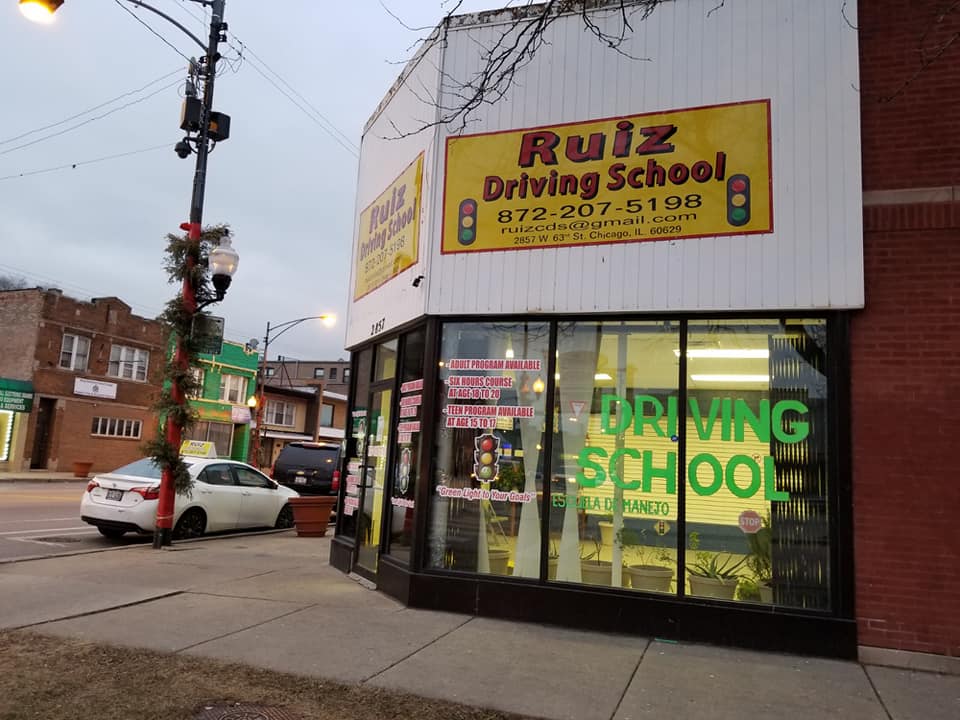 Ruiz
Driving School
872-207-5198
ruizcds@gmail.com
2857 W 63rd St. Chicago, IL 60629
Ruiz
Driving School
872-207-5198
2857
- ADULT PROGRAM AVAILABLE
- SIX HOURS COURSE
AT AGE 18 TO 20
- TEEN PROGRAM AVAILABLE
AT AGE 15 TO 17
"Green Light to Your Goals"
DRIVING
SCHOOL
ESCUELA DE MANEJO
STOP
RUIZ